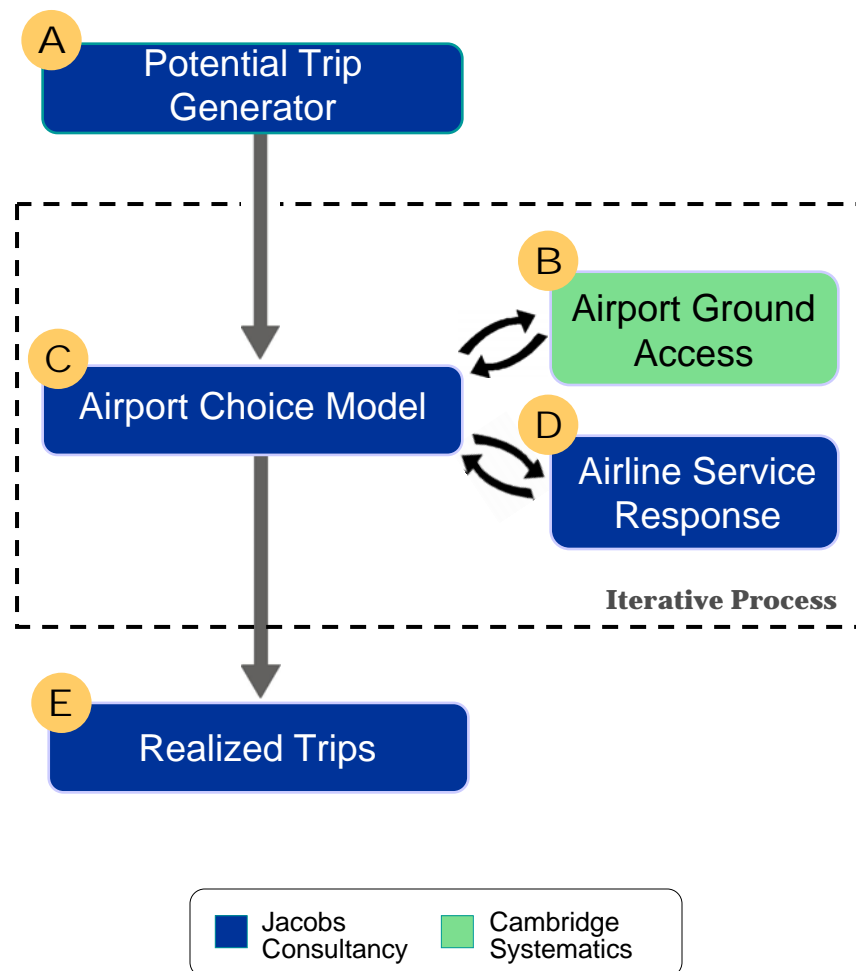 A
Potential Trip
Generator
B
Airport Ground
Access
C
Airport Choice Model
D
Airline Service
Response
Iterative Process
E
Realized Trips
Jacobs
Consultancy
Cambridge
Systematics